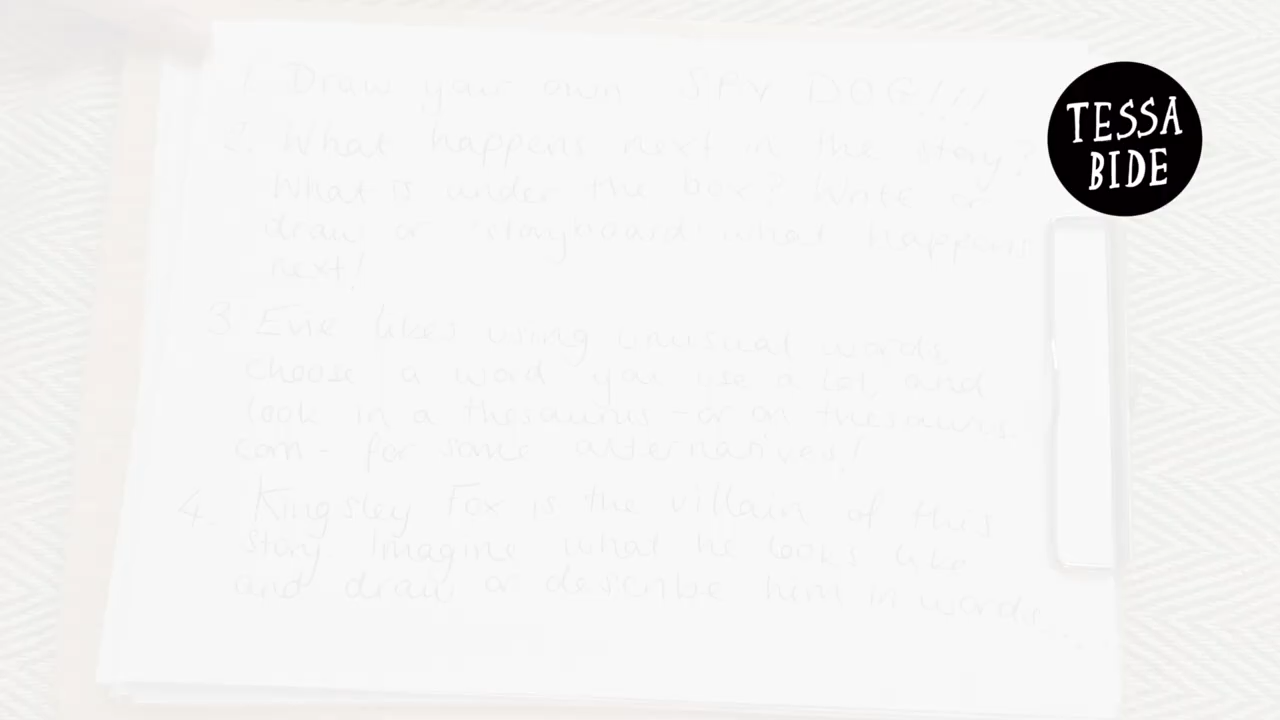 1. Draw your own SPY DOG!!!
2. What happens next in the story?
What is under the box? Write or
draw a 'storyboard' what happens
next!
3. Evie likes using unusual words
choose a word you use a lot and
look in a thesaurus - or on thesaurus.
com - for some alternatives!
4. Kingsley Fox is the villain of this
story. Imagine what he looks like
and draw or describe him in words...
TESSA
BIDE